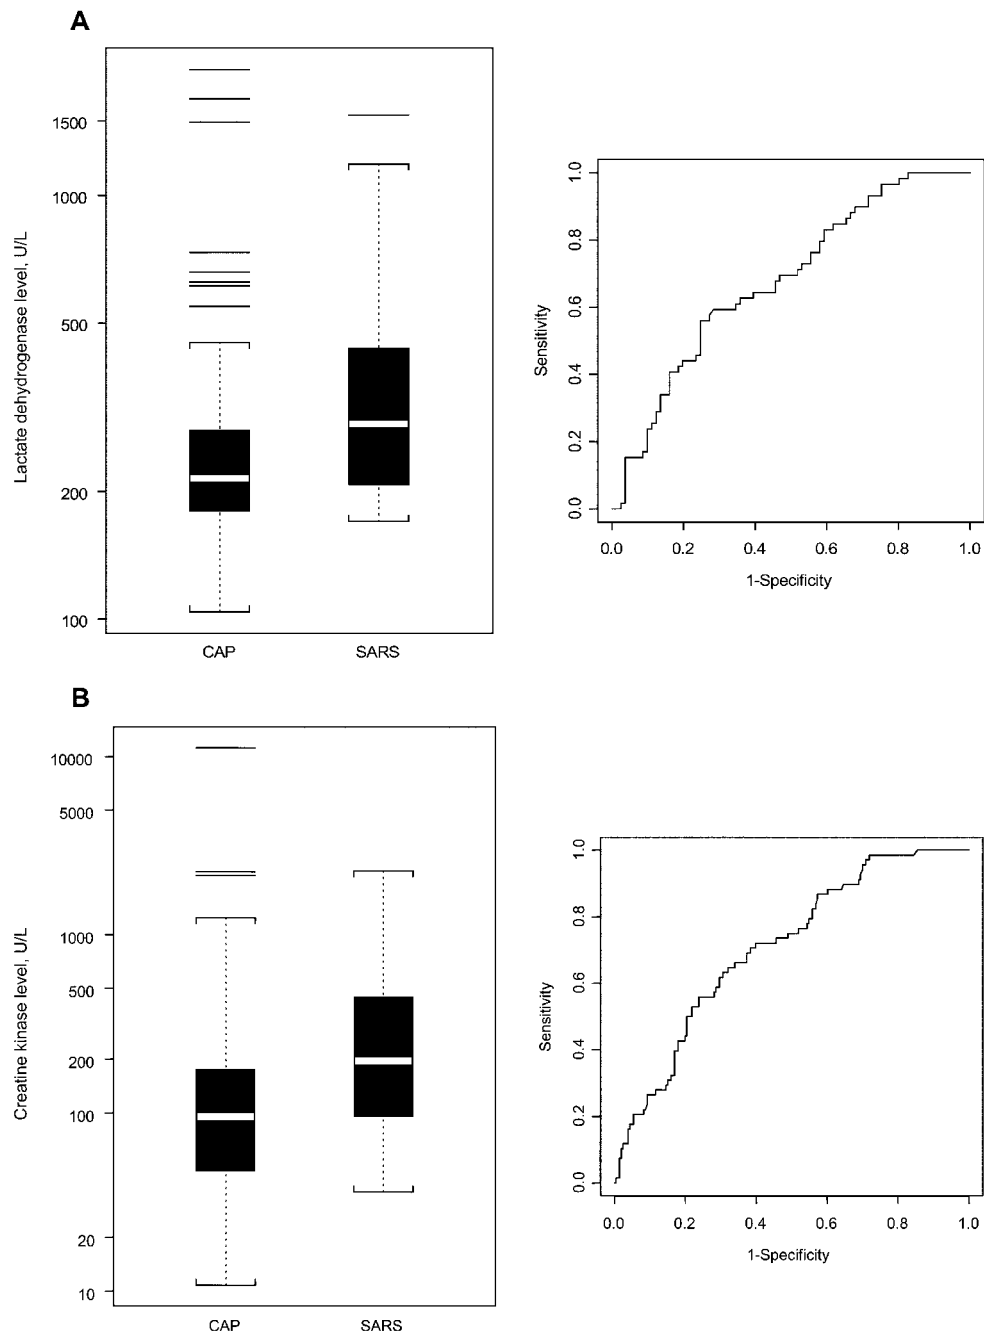 A
Lactate dehydrogenase level, U/L
1500
1000
500
200
100
CAP SARS
Sensitivity
1.0
0.8
0.6
0.4
0.2
0.0
0.0 0.2 0.4 0.6 0.8 1.0
1-Specificity
B
Creatine kinase level, U/L
10000
5000
1000
500
200
100
20
10
CAP SARS
Sensitivity
1.0
0.8
0.6
0.4
0.2
0.0
0.0 0.2 0.4 0.6 0.8 1.0
1-Specificity